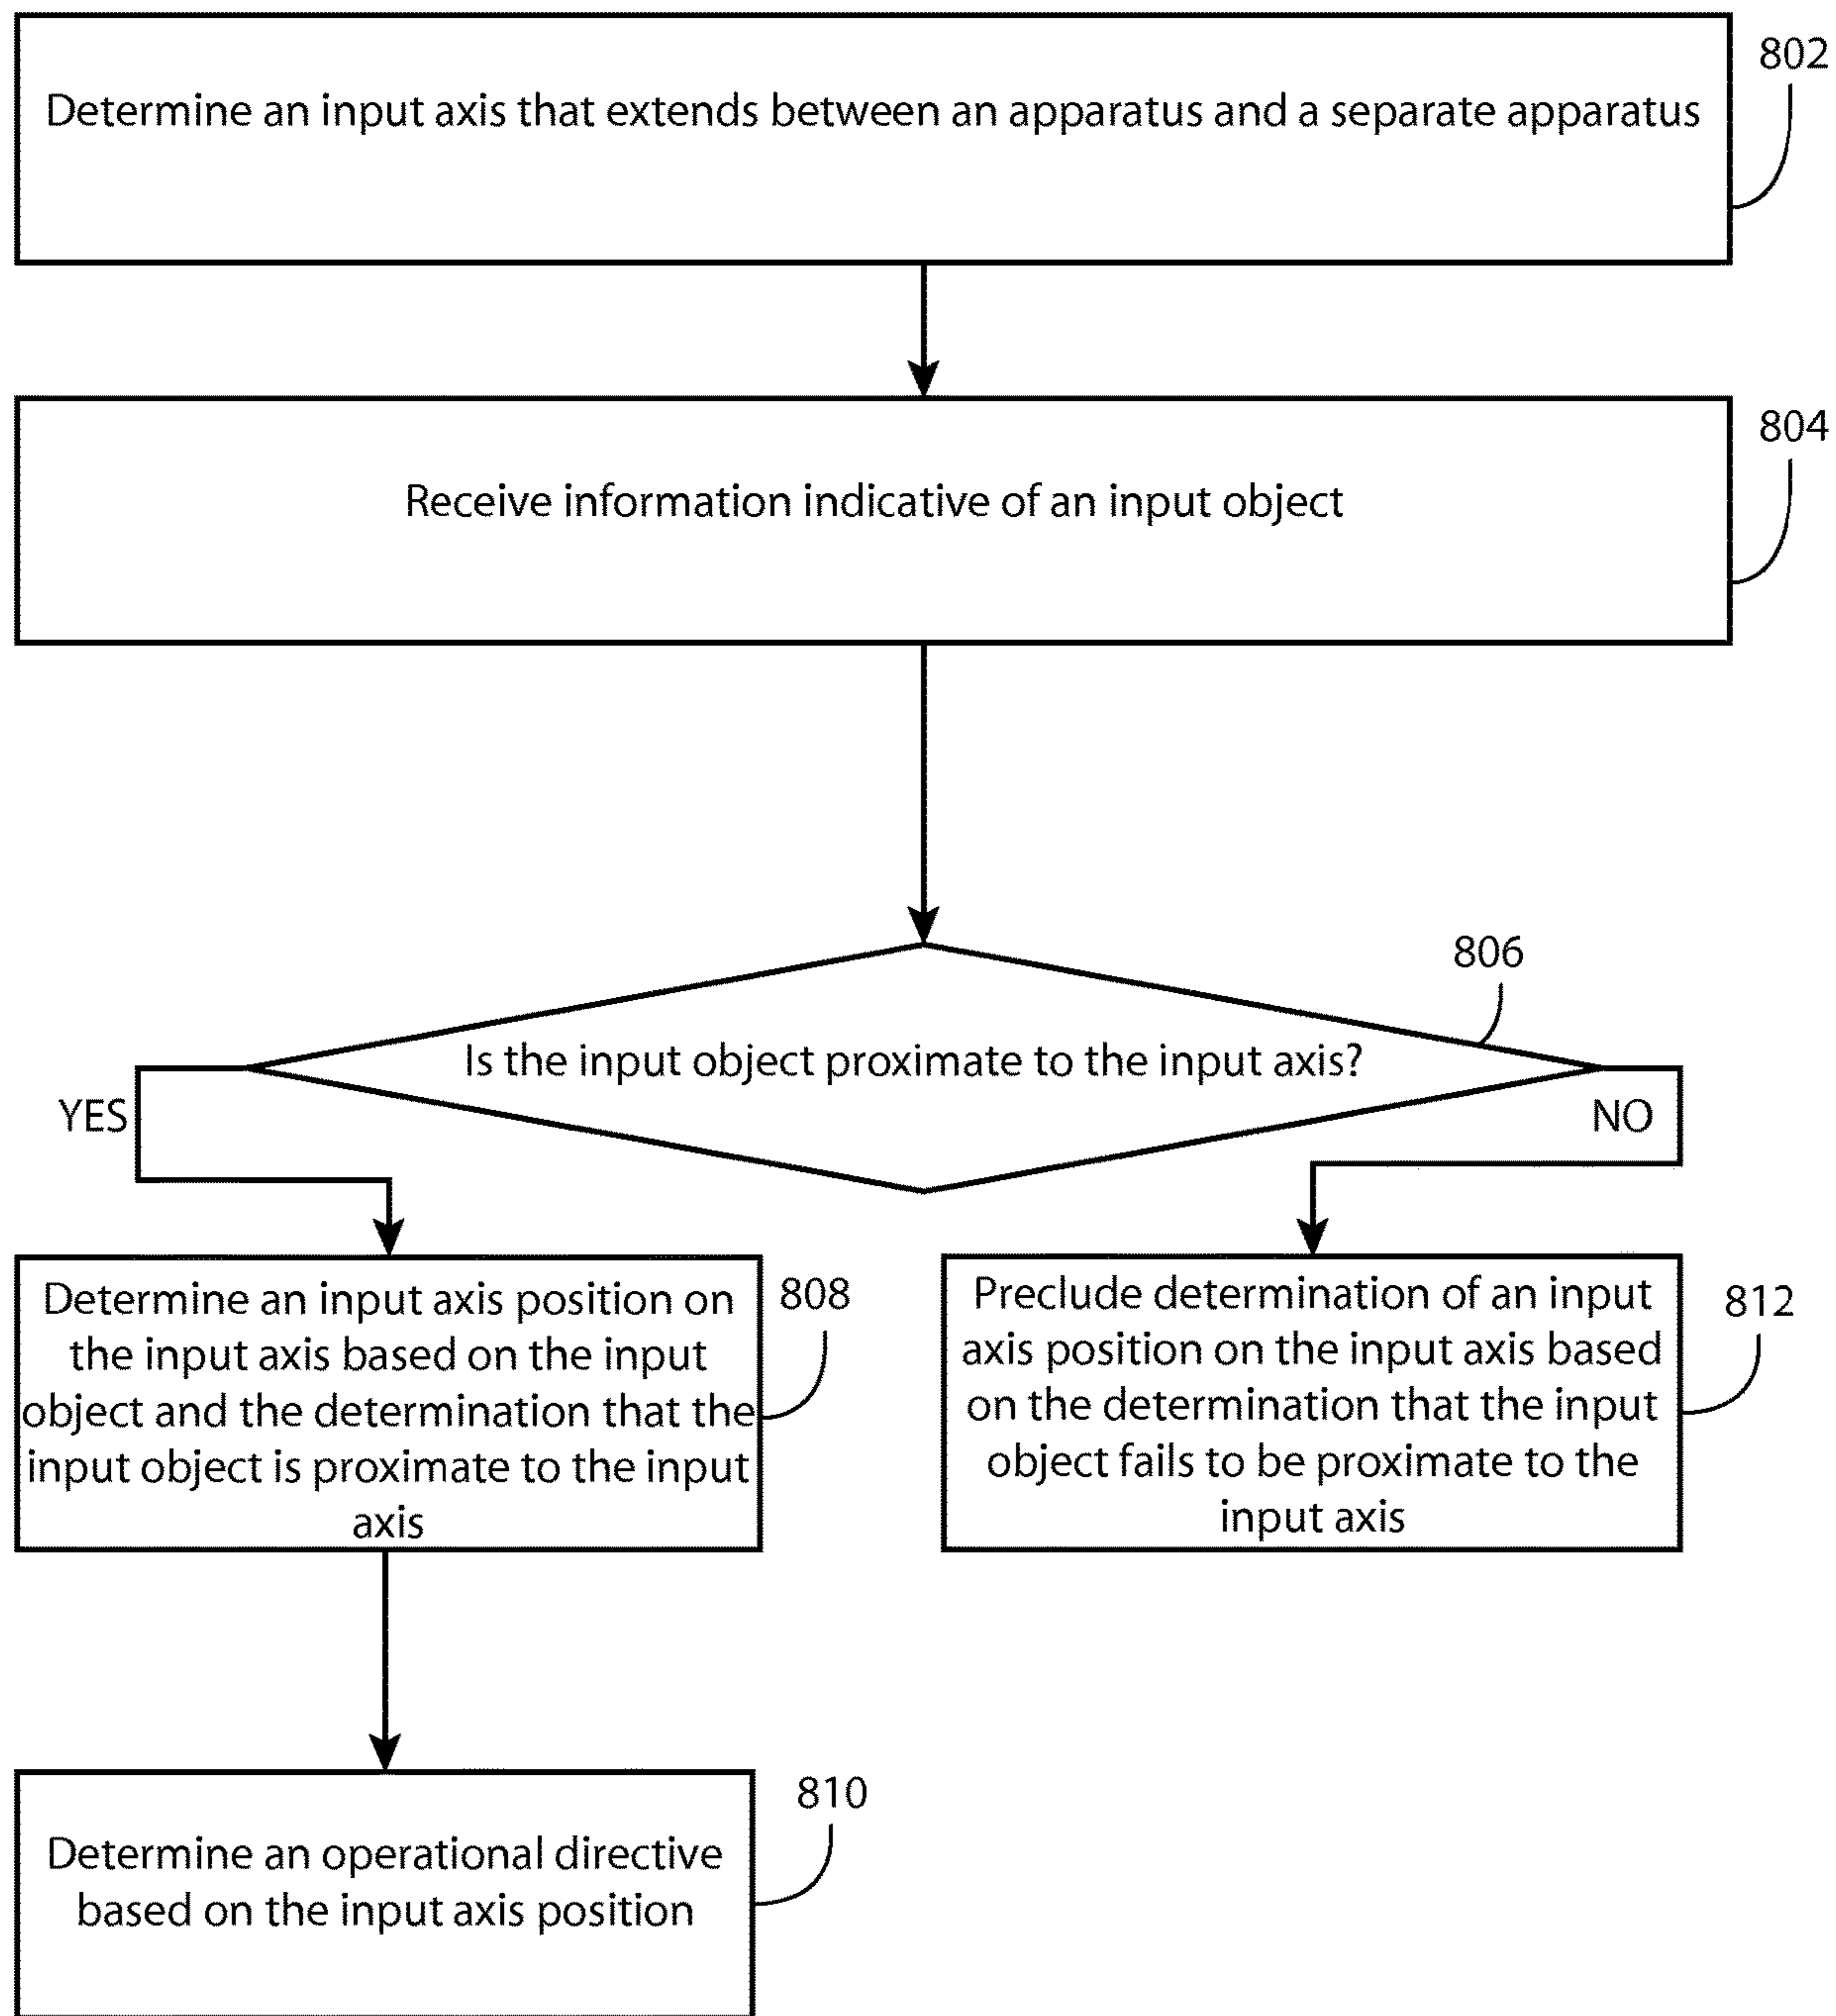 802
Determine an input axis that extends between an apparatus and a separate apparatus
804
Receive information indicative of an input object
806
Is the input object proximate to the input axis?
YES
NO
Determine an input axis position on
the input axis based on the input
object and the determination that the
input object is proximate to the input
axis
808
Preclude determination of an input
axis position on the input axis based
on the determination that the input
object fails to be proximate to the
input axis
812
810
Determine an operational directive
based on the input axis position